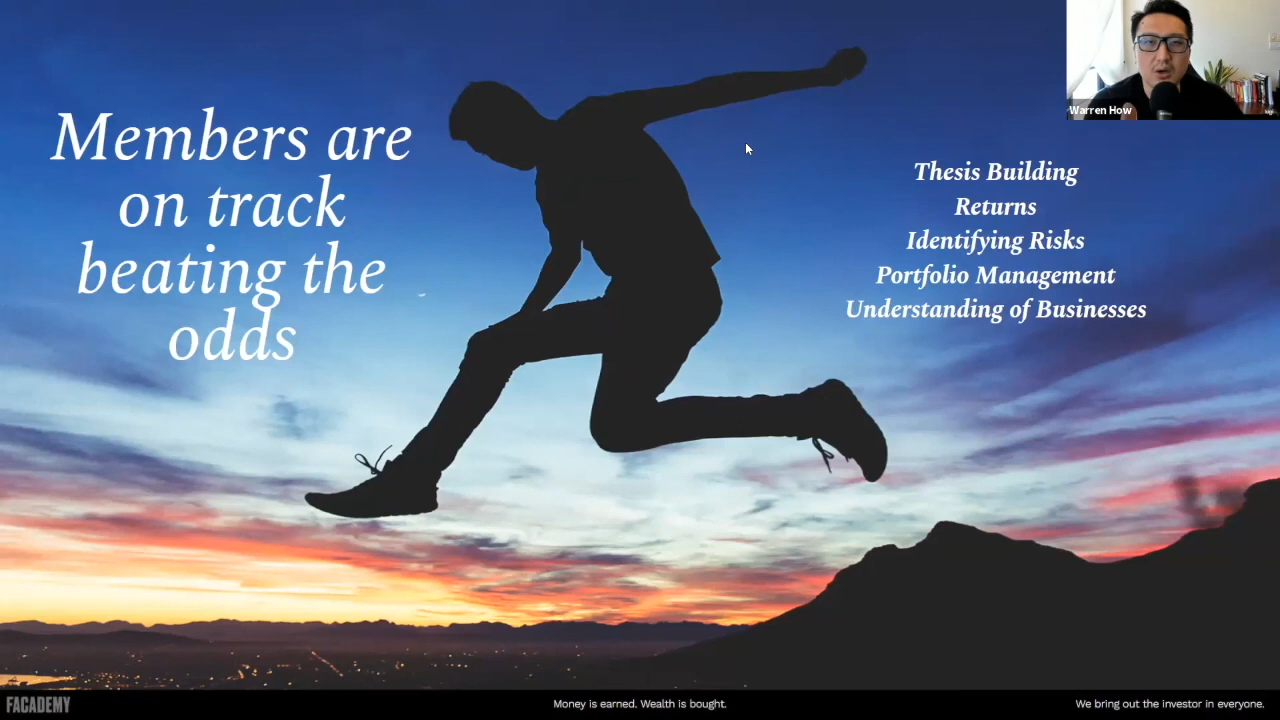 Members are
on track
beating the
odds
Warren How
Thesis Building
Returns
Identifying Risks
Portfolio Management
Understanding of Businesses
FACADEMY
Money is earned. Wealth is bought.
We bring out the investor in everyone.